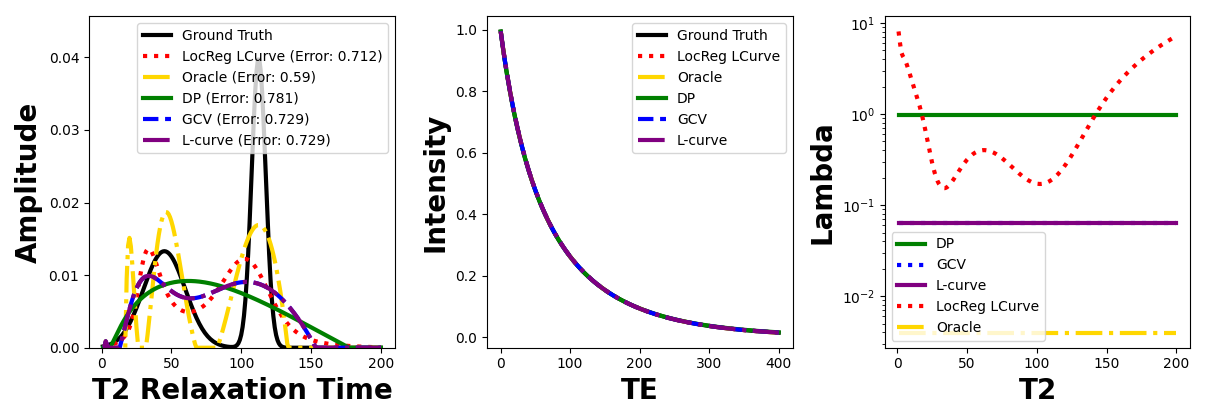 Amplitude
0.04
0.03
0.02
0.01
0.00
0
50
100
150
200
T2 Relaxation Time
Ground Truth
LocReg LCurve (Error: 0.712)
Oracle (Error: 0.59)
DP (Error: 0.781)
GCV (Error: 0.729)
L-curve (Error: 0.729)
Intensity
1.0
0.8
0.6
0.4
0.2
0.0
0
100
200
300
400
TE
Ground Truth
LocReg LCurve
Oracle
DP
GCV
L-curve
Lambda
10¹
10⁰
10⁻¹
10⁻²
0
50
100
150
200
T2
DP
GCV
L-curve
LocReg LCurve
Oracle